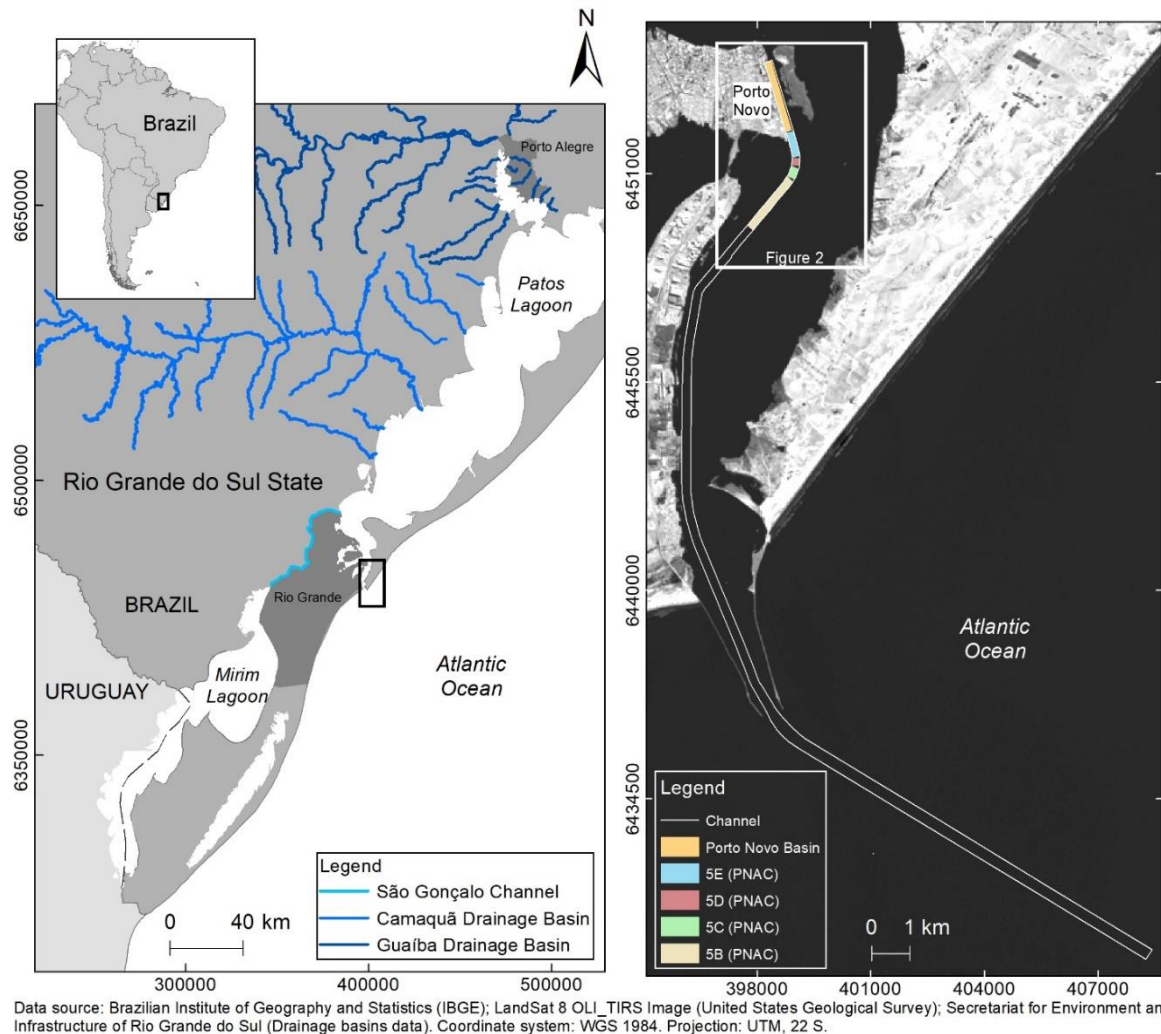 N
Brazil
Porto Alegre
Patos
Lagoon
Rio Grande do Sul State
BRAZIL
Rio Grande
Mirim
Lagoon
URUGUAY
Atlantic
Ocean
6650000
6500000
6350000
Legend
São Gonçalo Channel
Camaquã Drainage Basin
Guaíba Drainage Basin
0 40 km
300000 400000 500000
Porto
Novo
Figure 2
6451000
6445500
6440000
6434500
Atlantic
Ocean
Legend
Channel
Porto Novo Basin
5E (PNAC)
5D (PNAC)
5C (PNAC)
5B (PNAC)
0 1 km
398000 401000 404000 407000
Data source: Brazilian Institute of Geography and Statistics (IBGE); LandSat 8 OLI_TIRS Image (United States Geological Survey); Secretariat for Environment an
Infrastructure of Rio Grande do Sul (Drainage basins data). Coordinate system: WGS 1984. Projection: UTM, 22 S.